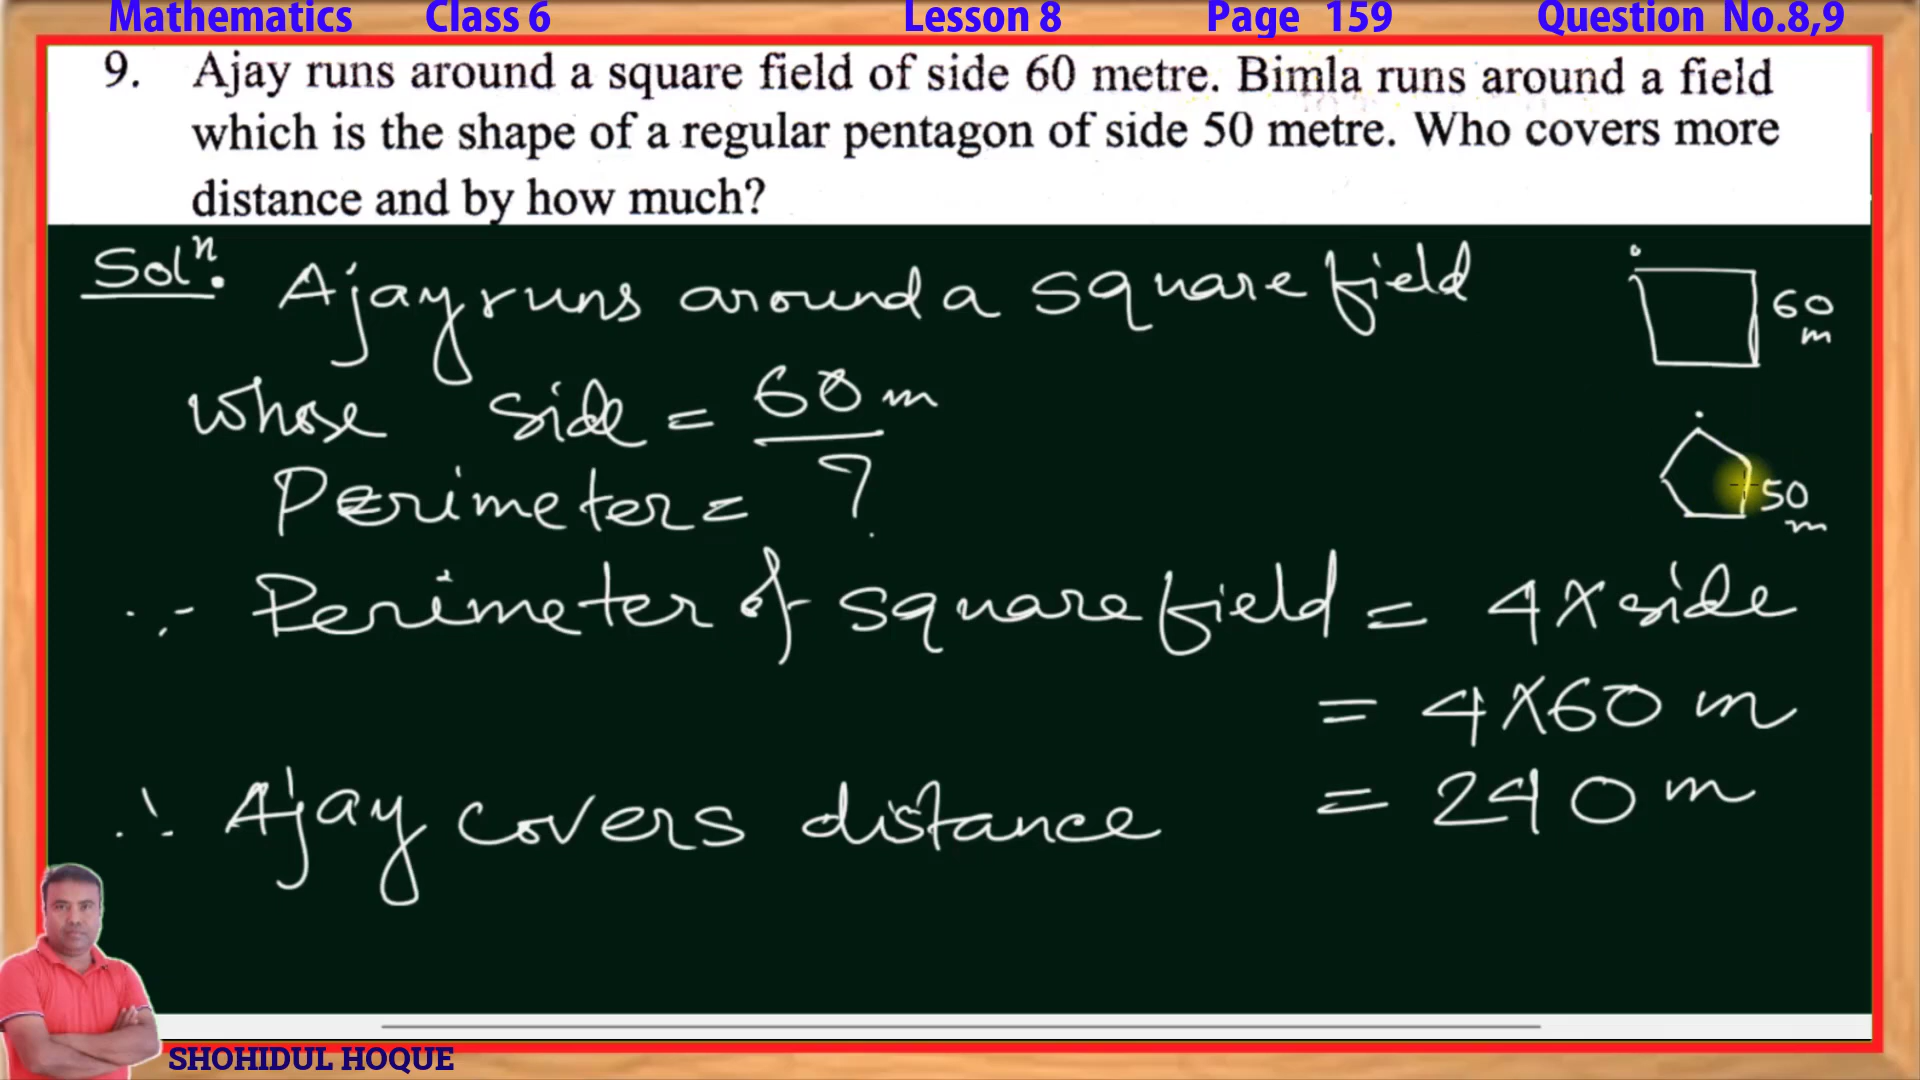 Mathematics Class 6 Lesson 8 Page 159 Question No.8,9
9. Ajay runs around a square field of side 60 metre. Bimla runs around a field
which is the shape of a regular pentagon of side 50 metre. Who covers more
distance and by how much?
Solⁿ. Ajay runs around a square field
60
m
whose side = 60 m
Perimeter = ?
50
m
∵ Perimeter of square field = 4 × side
= 4×60 m
= 240 m
∴ Ajay covers distance
SHOHIDUL HOQUE